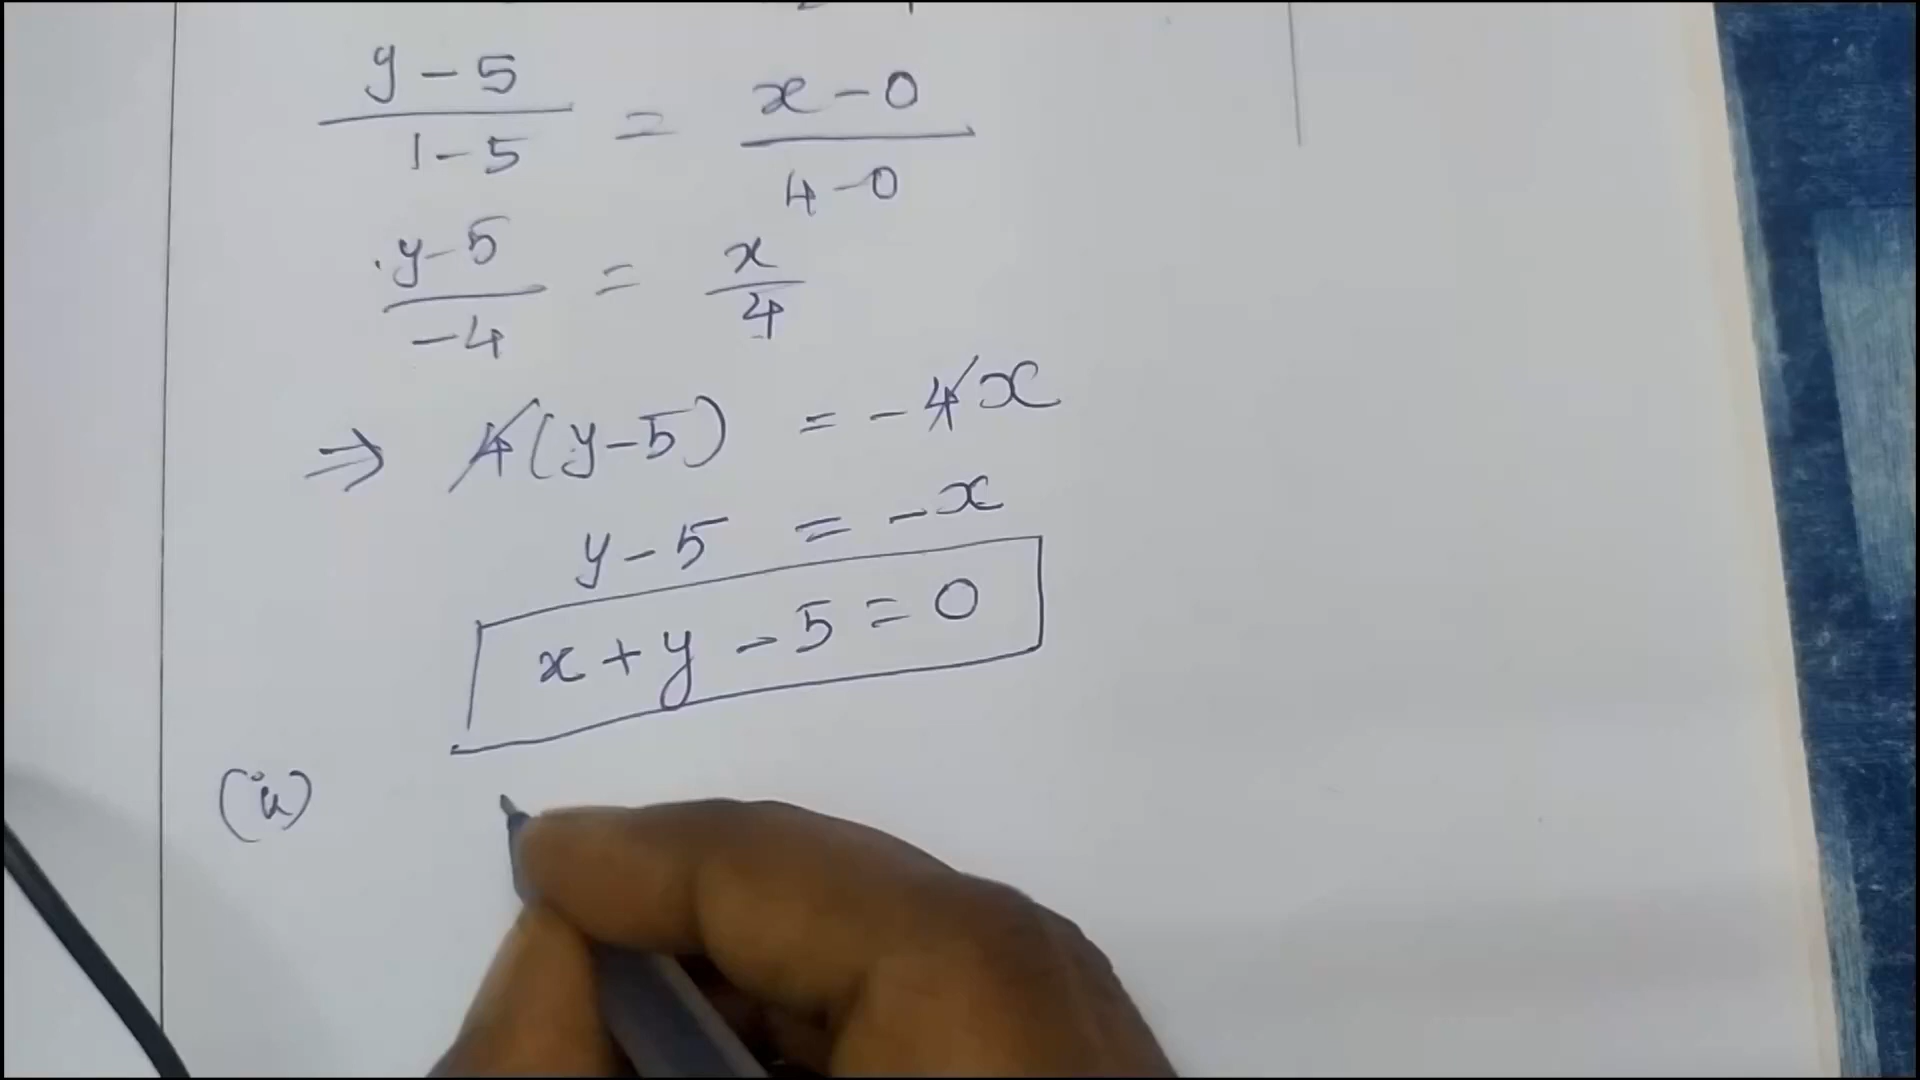 y - 5 / 1 - 5 = x - 0 / 4 - 0
y - 5 / -4 = x / 4
⇒ 4(y - 5) = -4x
y - 5 = -x
x + y - 5 = 0
(ii)